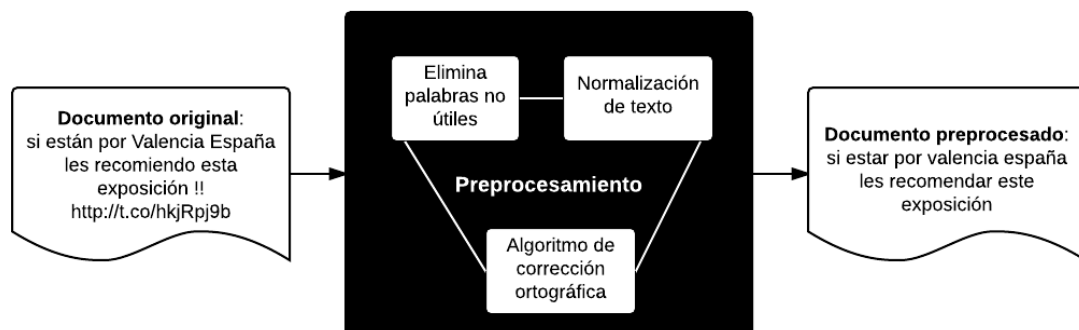 Documento original:
si están por Valencia España
les recomiendo esta
exposición !!
http://t.co/hkjRpj9b
Elimina
palabras no
útiles
Normalización
de texto
Preprocesamiento
Algoritmo de
corrección
ortográfica
Documento preprocesado:
si estar por valencia españa
les recomendar este
exposición